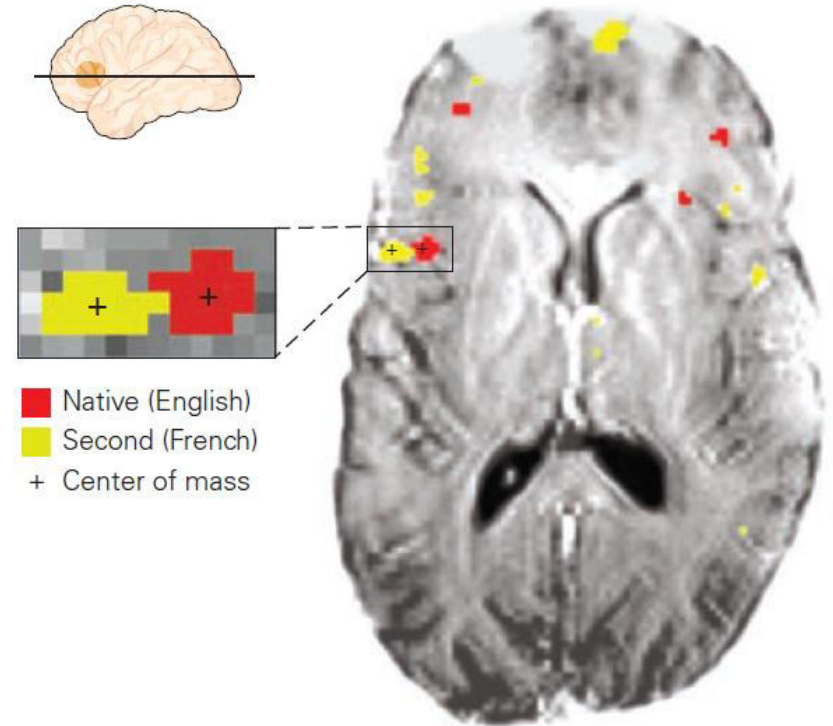 Native (English)
Second (French)
+ Center of mass